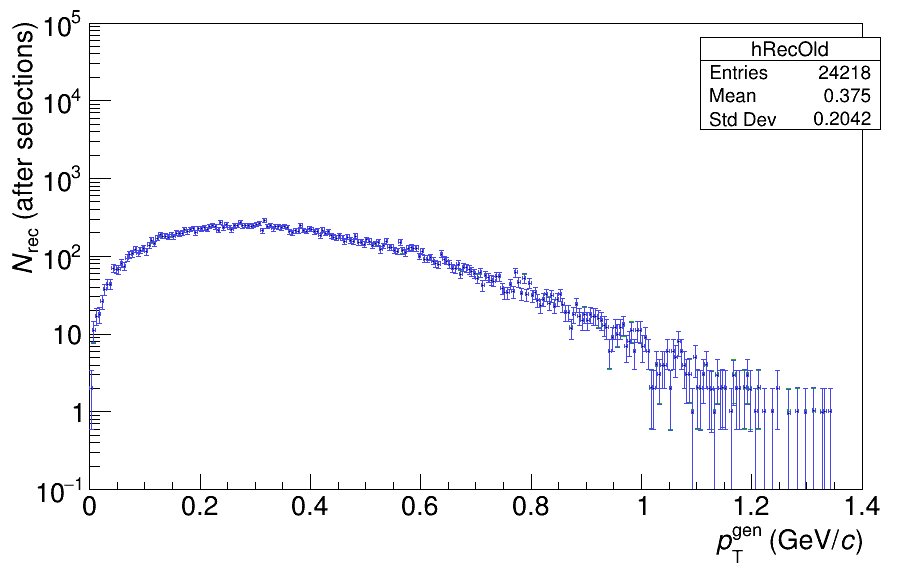 N_rec (after selections)
10^5
10^4
10^3
10^2
10
1
10^−1
hRecOld
Entries 24218
Mean 0.375
Std Dev 0.2042
0 0.2 0.4 0.6 0.8 1 1.2 1.4
p_T^gen (GeV/c)